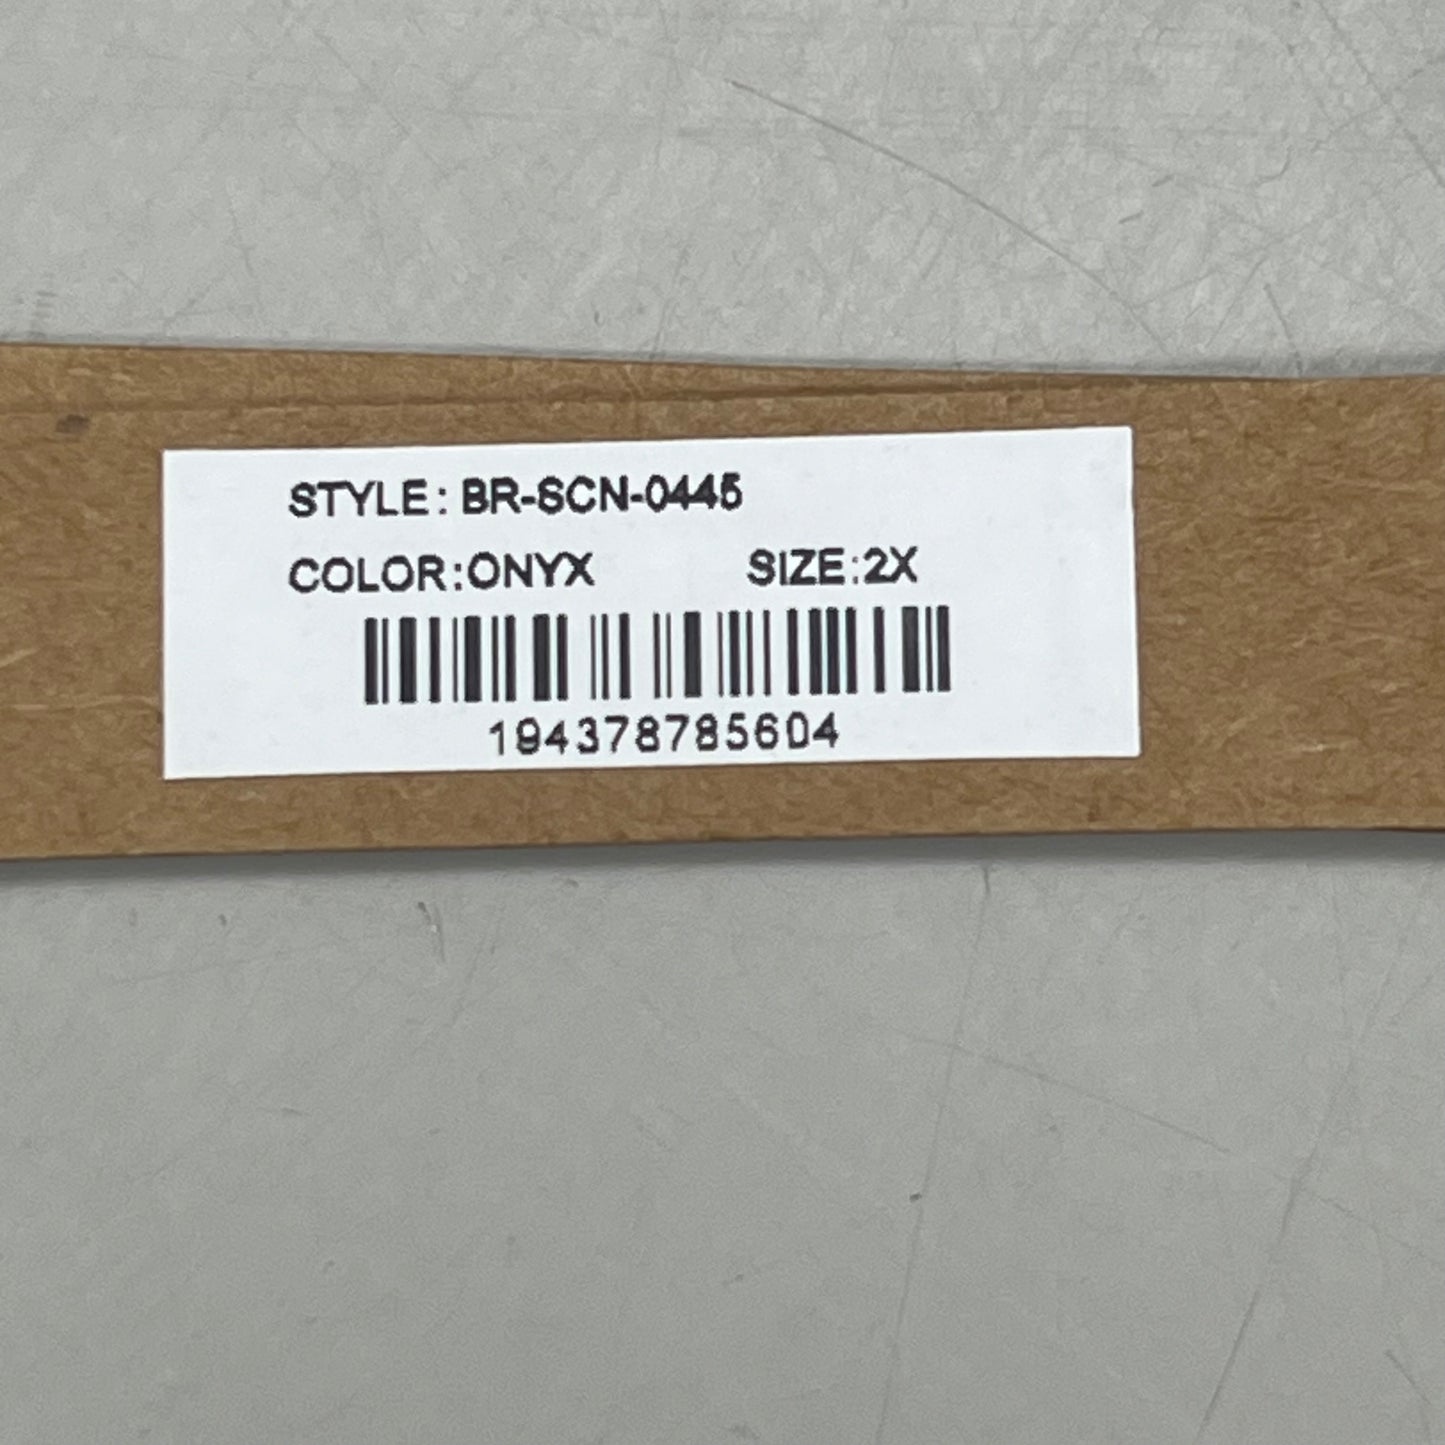 STYLE: BR-SCN-0445
COLOR:ONYX SIZE:2X
194378785604